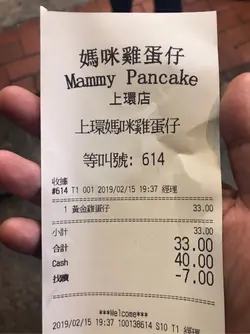 媽咪雞蛋仔
Mammy Pancake
上環店
上環媽咪雞蛋仔
等叫號: 614
收據
#614 T1 001 2019/02/15 19:37 經理
1 黃金雞蛋仔 33.00
小計 33.00
合計 33.00
Cash 40.00
找續 -7.00
***Welcome***
2019/02/15 19:37 100138614 S10 T1 經理